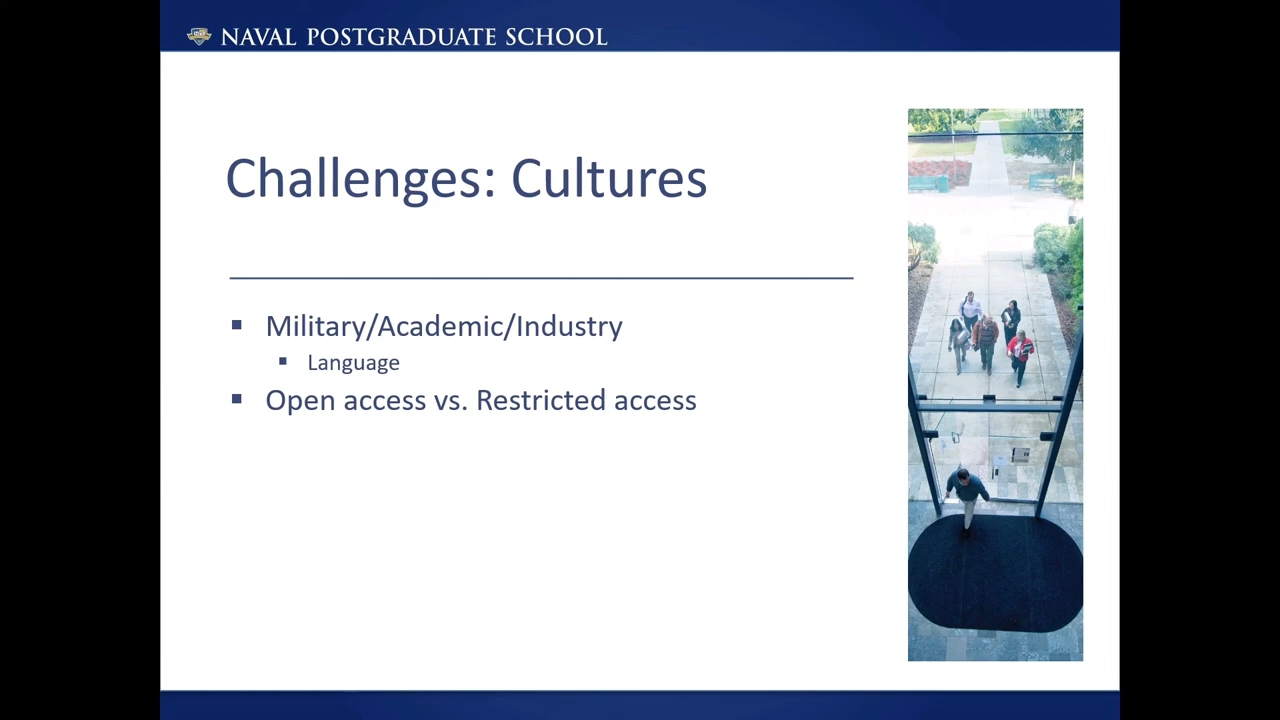 NAVAL POSTGRADUATE SCHOOL
Challenges: Cultures
Military/Academic/Industry
Language
Open access vs. Restricted access